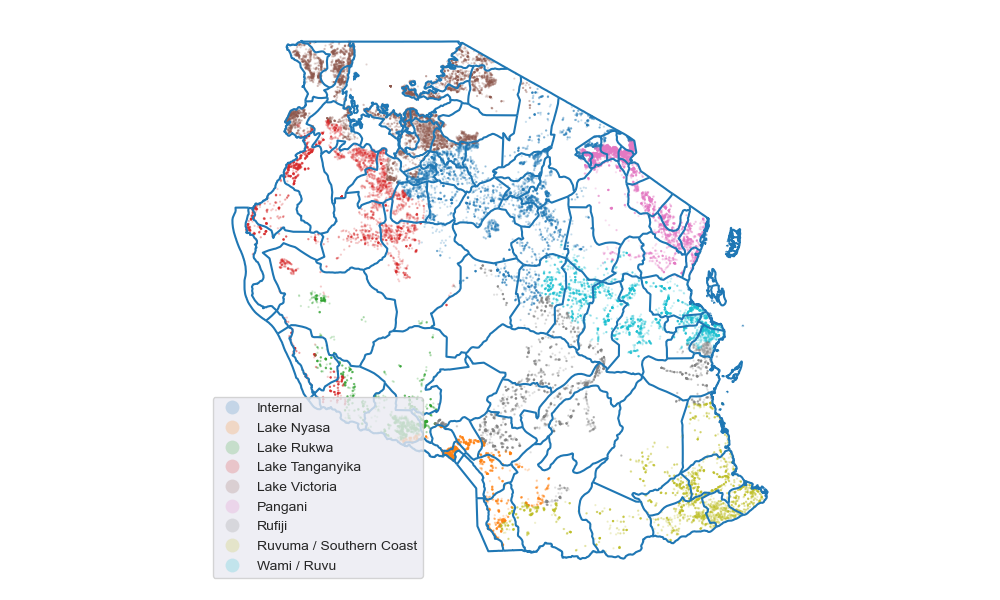 Internal
Lake Nyasa
Lake Rukwa
Lake Tanganyika
Lake Victoria
Pangani
Rufiji
Ruvuma / Southern Coast
Wami / Ruvu